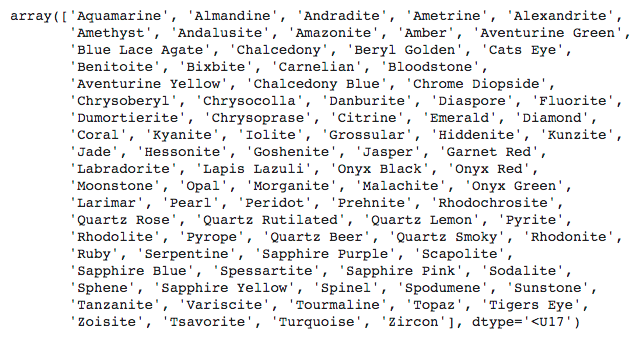 array(['Aquamarine', 'Almandine', 'Andradite', 'Ametrine', 'Alexandrite',
'Amethyst', 'Andalusite', 'Amazonite', 'Amber', 'Aventurine Green',
'Blue Lace Agate', 'Chalcedony', 'Beryl Golden', 'Cats Eye',
'Benitoite', 'Bixbite', 'Carnelian', 'Bloodstone',
'Aventurine Yellow', 'Chalcedony Blue', 'Chrome Diopside',
'Chrysoberyl', 'Chrysocolla', 'Danburite', 'Diaspore', 'Fluorite',
'Dumortierite', 'Chrysoprase', 'Citrine', 'Emerald', 'Diamond',
'Coral', 'Kyanite', 'Iolite', 'Grossular', 'Hiddenite', 'Kunzite',
'Jade', 'Hessonite', 'Goshenite', 'Jasper', 'Garnet Red',
'Labradorite', 'Lapis Lazuli', 'Onyx Black', 'Onyx Red',
'Moonstone', 'Opal', 'Morganite', 'Malachite', 'Onyx Green',
'Larimar', 'Pearl', 'Peridot', 'Prehnite', 'Rhodochrosite',
'Quartz Rose', 'Quartz Rutilated', 'Quartz Lemon', 'Pyrite',
'Rhodolite', 'Pyrope', 'Quartz Beer', 'Quartz Smoky', 'Rhodonite',
'Ruby', 'Serpentine', 'Sapphire Purple', 'Scapolite',
'Sapphire Blue', 'Spessartite', 'Sapphire Pink', 'Sodalite',
'Sphene', 'Sapphire Yellow', 'Spinel', 'Spodumene', 'Sunstone',
'Tanzanite', 'Variscite', 'Tourmaline', 'Topaz', 'Tigers Eye',
'Zoisite', 'Tsavorite', 'Turquoise', 'Zircon'], dtype='<U17')